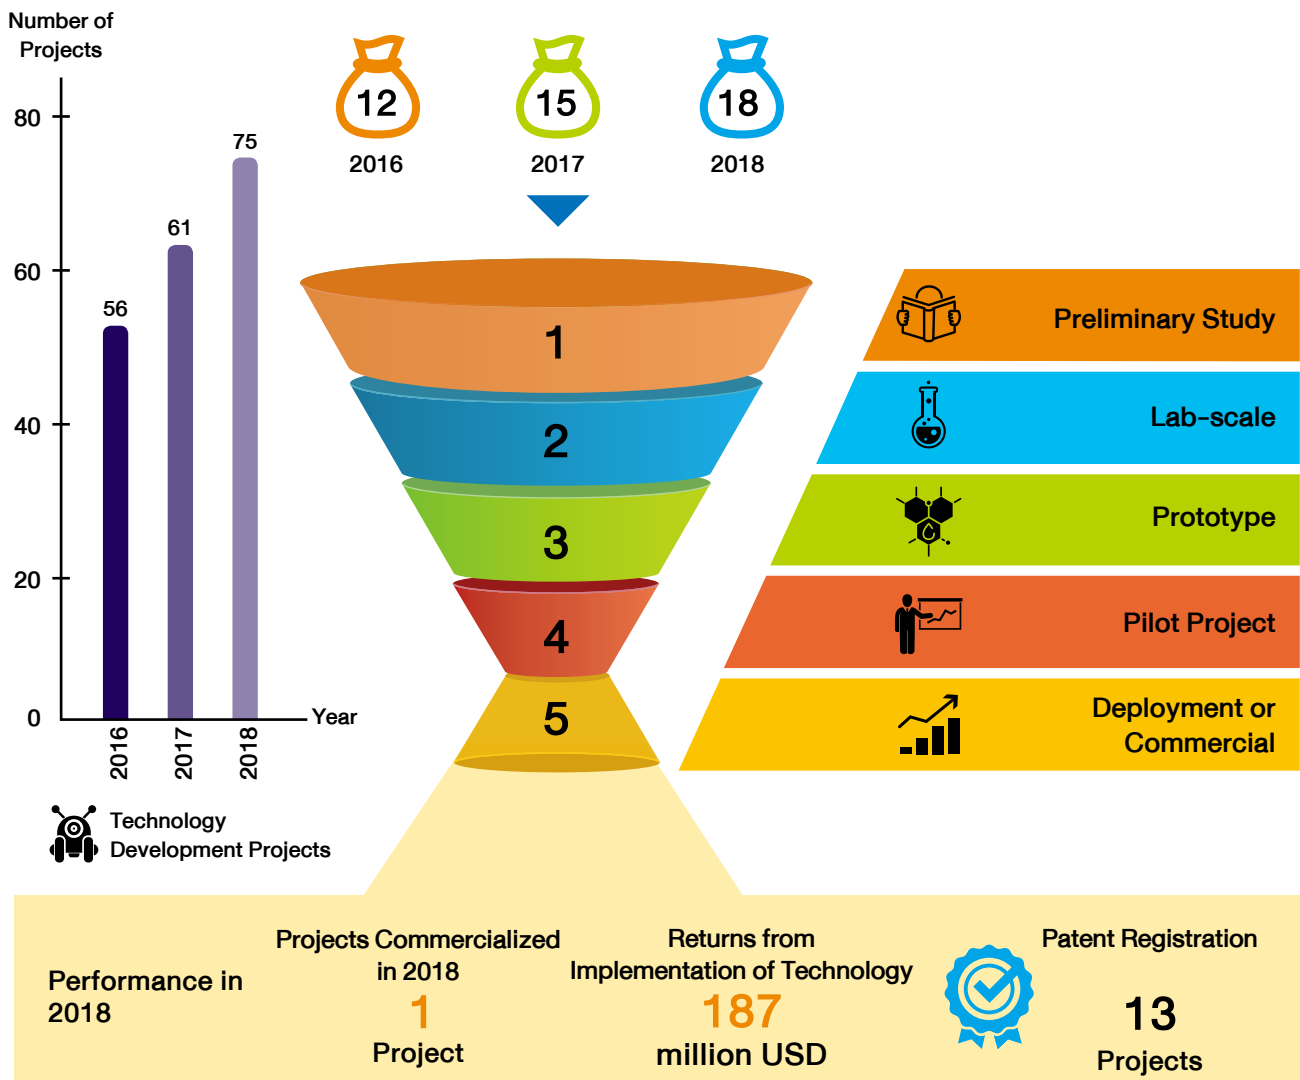 Number of
Projects
80
60
40
20
0
56
61
75
2016
2017
2018
Year
Technology
Development Projects
12
15
18
2016
2017
2018
1
2
3
4
5
Preliminary Study
Lab-scale
Prototype
Pilot Project
Deployment or
Commercial
Performance in
2018
Projects Commercialized
in 2018
1
Project
Returns from
Implementation of Technology
187
million USD
Patent Registration
13
Projects